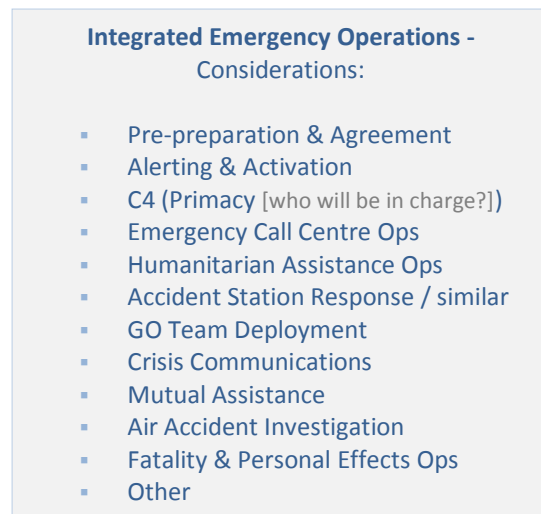 Integrated Emergency Operations -
Considerations:
▪ Pre-preparation & Agreement
▪ Alerting & Activation
▪ C4 (Primacy [who will be in charge?])
▪ Emergency Call Centre Ops
▪ Humanitarian Assistance Ops
▪ Accident Station Response / similar
▪ GO Team Deployment
▪ Crisis Communications
▪ Mutual Assistance
▪ Air Accident Investigation
▪ Fatality & Personal Effects Ops
▪ Other